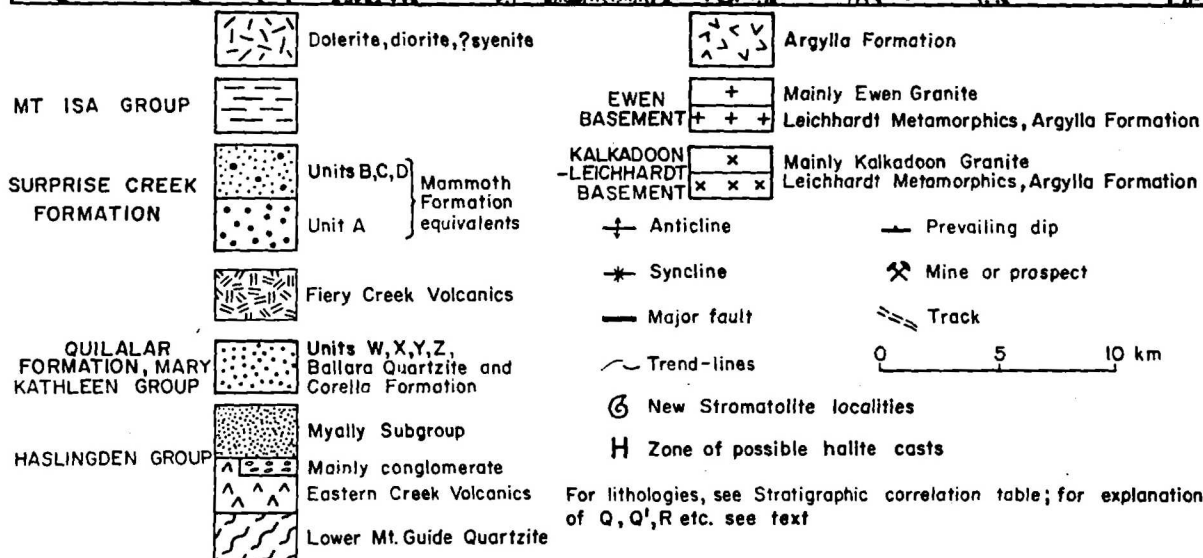 Dolerite, diorite, ?syenite
MT ISA GROUP
SURPRISE CREEK
FORMATION
Units B,C,D
Unit A
Mammoth
Formation
equivalents
Fiery Creek Volcanics
QUILALAR
FORMATION, MARY
KATHLEEN GROUP
Units W,X,Y,Z,
Ballara Quartzite and
Corella Formation
HASLINGDEN GROUP
Myally Subgroup
Mainly conglomerate
Eastern Creek Volcanics
Lower Mt. Guide Quartzite
Argylla Formation
EWEN
BASEMENT
Mainly Ewen Granite
Leichhardt Metamorphics, Argylla Formation
KALKADOON
-LEICHHARDT
BASEMENT
Mainly Kalkadoon Granite
Leichhardt Metamorphics, Argylla Formation
Anticline
Syncline
Major fault
Trend-lines
New Stromatolite localities
H Zone of possible halite casts
Prevailing dip
Mine or prospect
Track
0 5 10 km
For lithologies, see Stratigraphic correlation table; for explanation
of Q, Q', R etc. see text